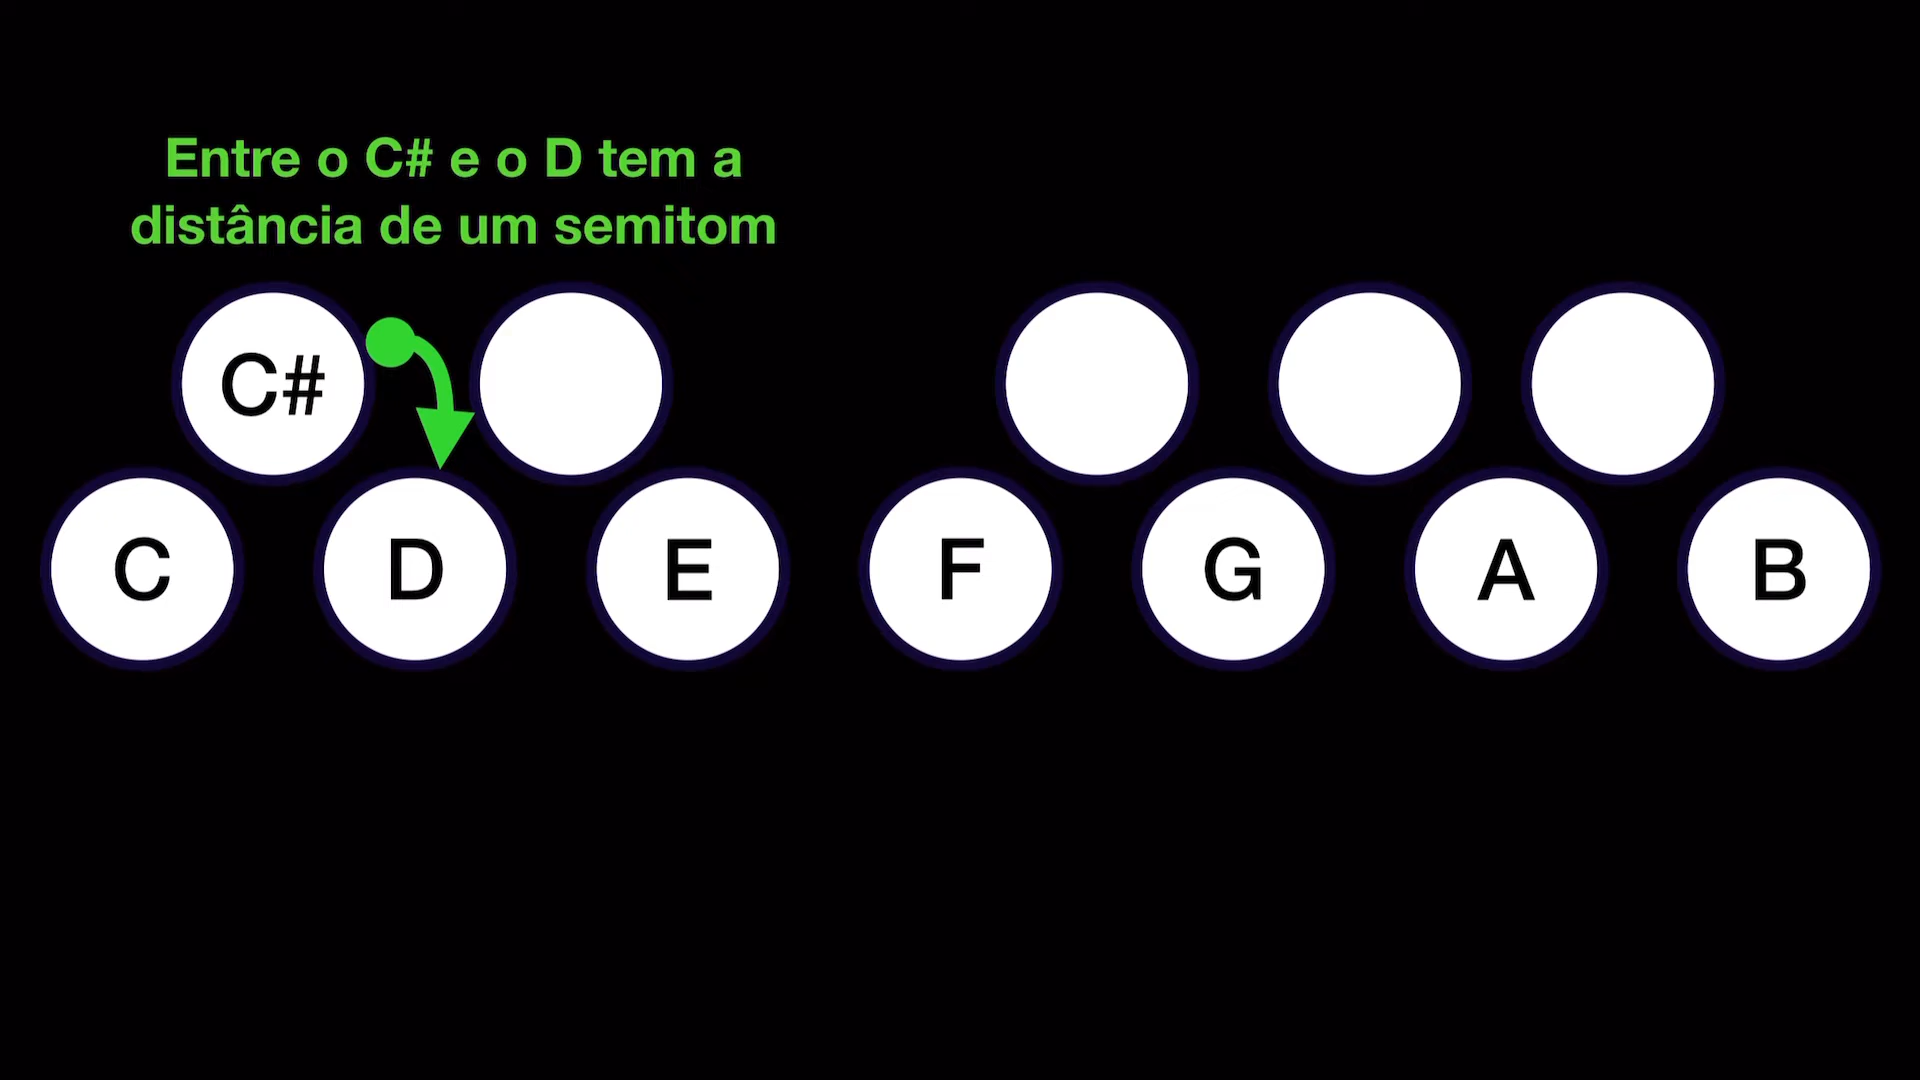 Entre o C# e o D tem a
distância de um semitom
C#
C D E F G A B